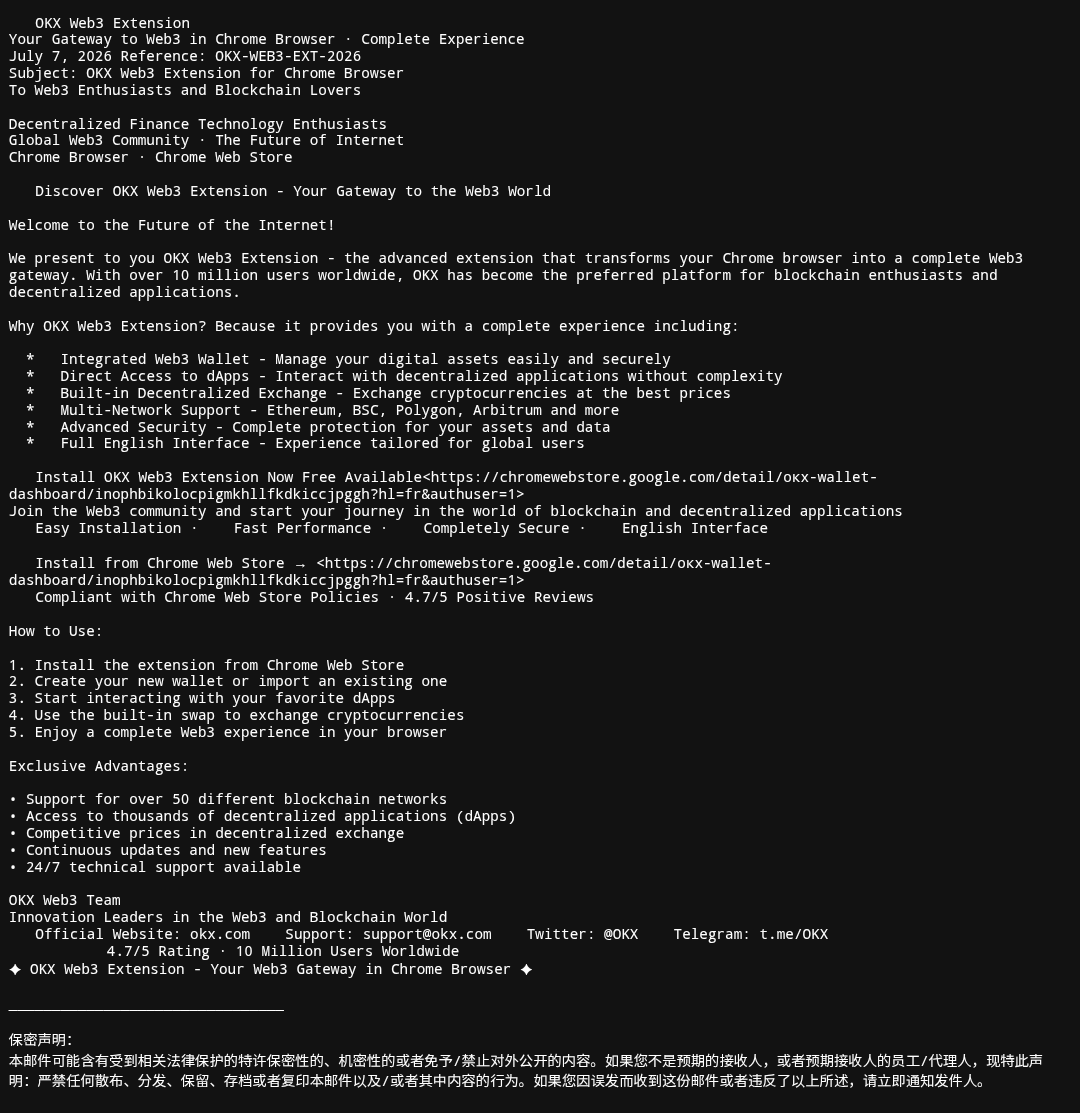 OKX Web3 Extension
Your Gateway to Web3 in Chrome Browser · Complete Experience
July 7, 2026 Reference: OKX-WEB3-EXT-2026
Subject: OKX Web3 Extension for Chrome Browser
To Web3 Enthusiasts and Blockchain Lovers

Decentralized Finance Technology Enthusiasts
Global Web3 Community · The Future of Internet
Chrome Browser · Chrome Web Store

Discover OKX Web3 Extension - Your Gateway to the Web3 World

Welcome to the Future of the Internet!

We present to you OKX Web3 Extension - the advanced extension that transforms your Chrome browser into a complete Web3
gateway. With over 10 million users worldwide, OKX has become the preferred platform for blockchain enthusiasts and
decentralized applications.

Why OKX Web3 Extension? Because it provides you with a complete experience including:

* Integrated Web3 Wallet - Manage your digital assets easily and securely
* Direct Access to dApps - Interact with decentralized applications without complexity
* Built-in Decentralized Exchange - Exchange cryptocurrencies at the best prices
* Multi-Network Support - Ethereum, BSC, Polygon, Arbitrum and more
* Advanced Security - Complete protection for your assets and data
* Full English Interface - Experience tailored for global users

Install OKX Web3 Extension Now Free Available<https://chromewebstore.google.com/detail/oкx-wallet-
dashboard/inophbikolocpigmkhllfkdkiccjpggh?hl=fr&authuser=1>
Join the Web3 community and start your journey in the world of blockchain and decentralized applications
Easy Installation · Fast Performance · Completely Secure · English Interface

Install from Chrome Web Store → <https://chromewebstore.google.com/detail/oкx-wallet-
dashboard/inophbikolocpigmkhllfkdkiccjpggh?hl=fr&authuser=1>
Compliant with Chrome Web Store Policies · 4.7/5 Positive Reviews

How to Use:

1. Install the extension from Chrome Web Store
2. Create your new wallet or import an existing one
3. Start interacting with your favorite dApps
4. Use the built-in swap to exchange cryptocurrencies
5. Enjoy a complete Web3 experience in your browser

Exclusive Advantages:

• Support for over 50 different blockchain networks
• Access to thousands of decentralized applications (dApps)
• Competitive prices in decentralized exchange
• Continuous updates and new features
• 24/7 technical support available

OKX Web3 Team
Innovation Leaders in the Web3 and Blockchain World
Official Website: okx.com Support: support@okx.com Twitter: @OKX Telegram: t.me/OKX
4.7/5 Rating · 10 Million Users Worldwide
✦ OKX Web3 Extension - Your Web3 Gateway in Chrome Browser ✦

________________________________

保密声明:
本邮件可能含有受到相关法律保护的特许保密性的、机密性的或者免予/禁止对外公开的内容。如果您不是预期的接收人，或者预期接收人的员工/代理人，现特此声
明: 严禁任何散布、分发、保留、存档或者复印本邮件以及/或者其中内容的行为。如果您因误发而收到这份邮件或者违反了以上所述，请立即通知发件人。